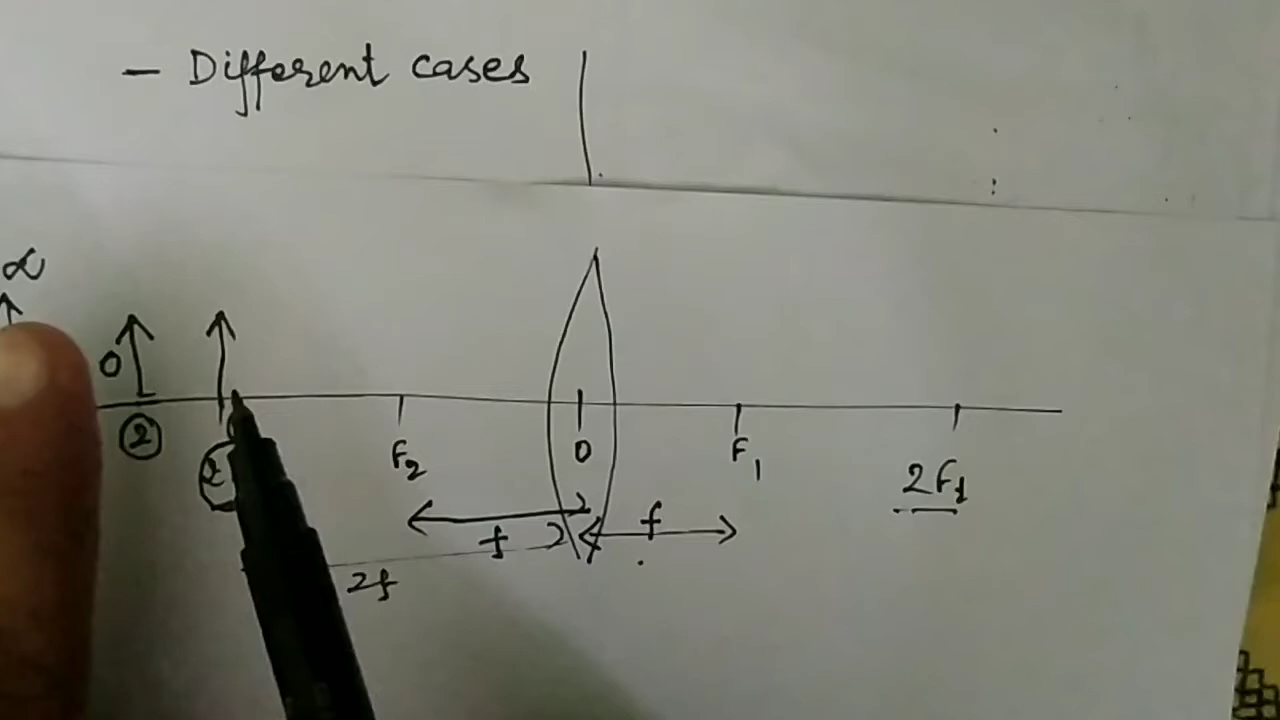 – Different cases
∝
O
②
F₂
O
F₁
2F₁
f
f
2f